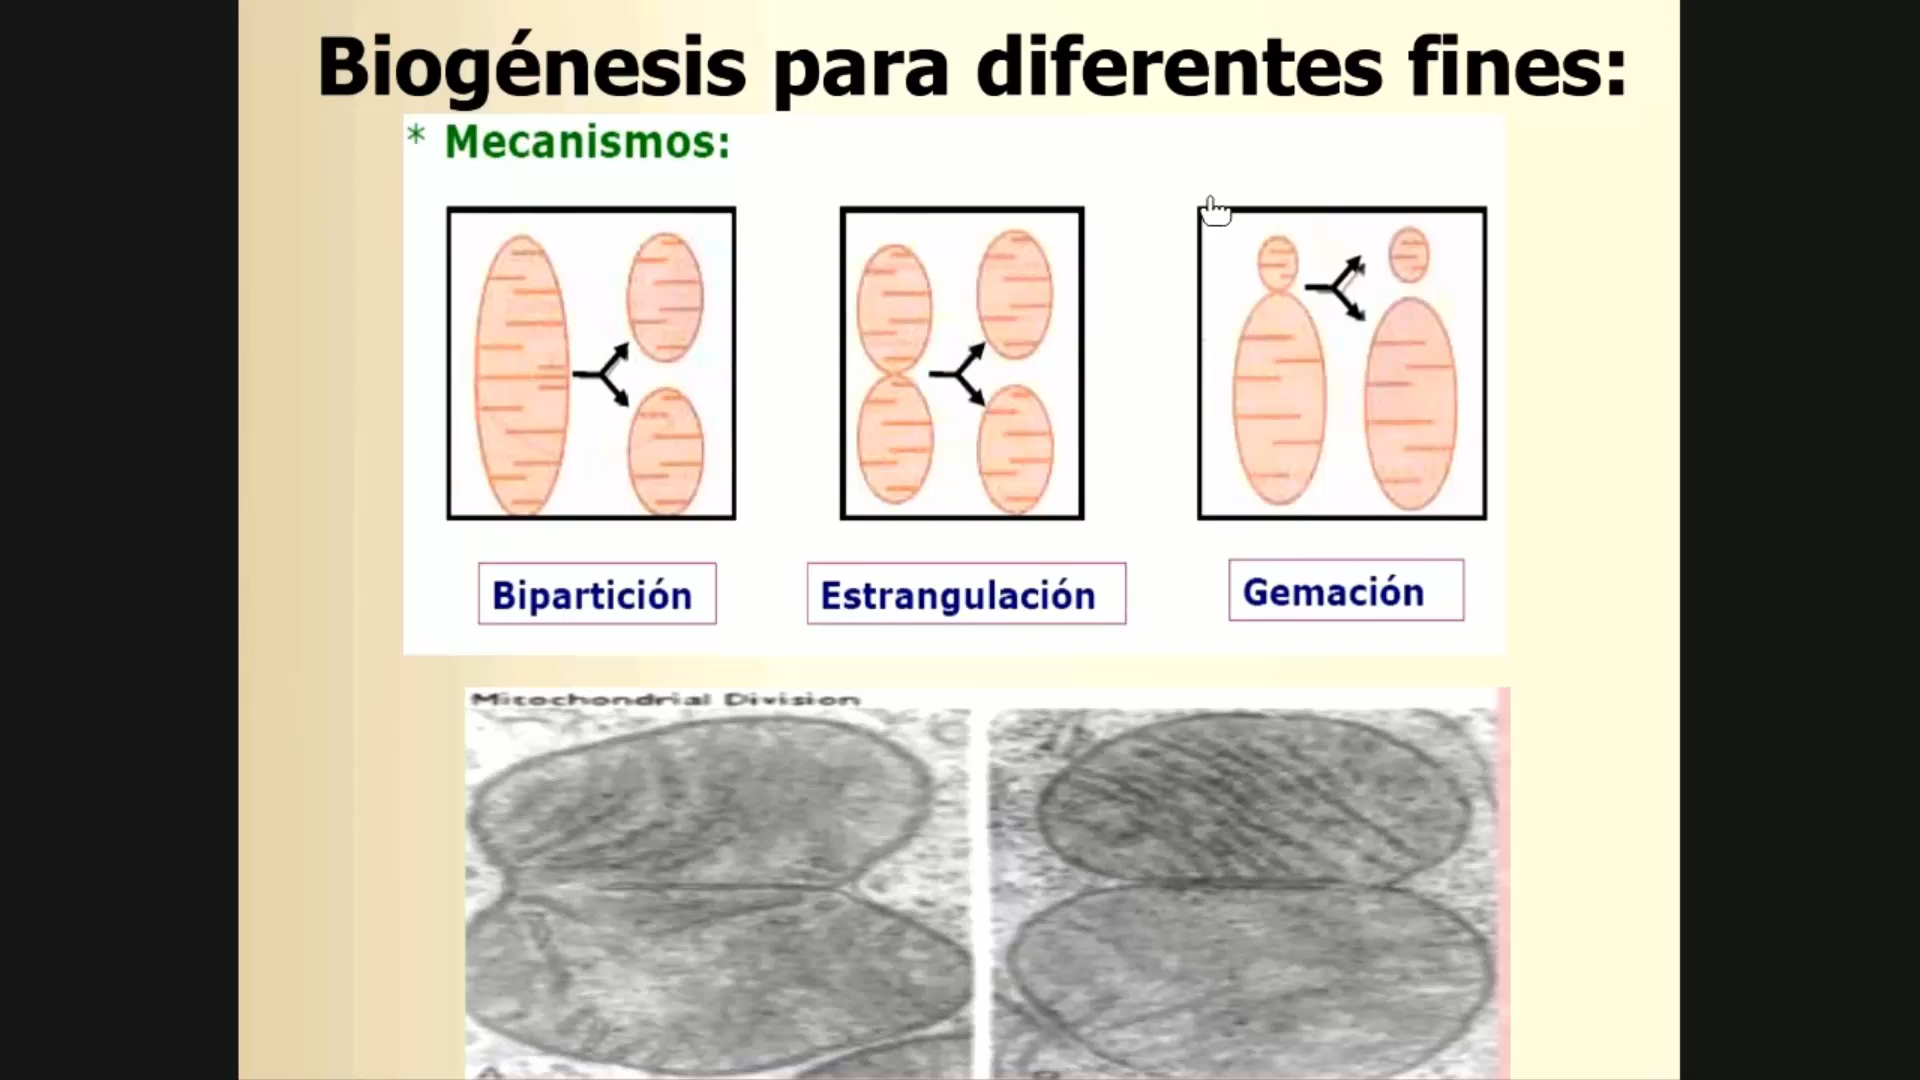 Biogénesis para diferentes fines:
* Mecanismos:
Bipartición
Estrangulación
Gemación
Mitochondrial Division